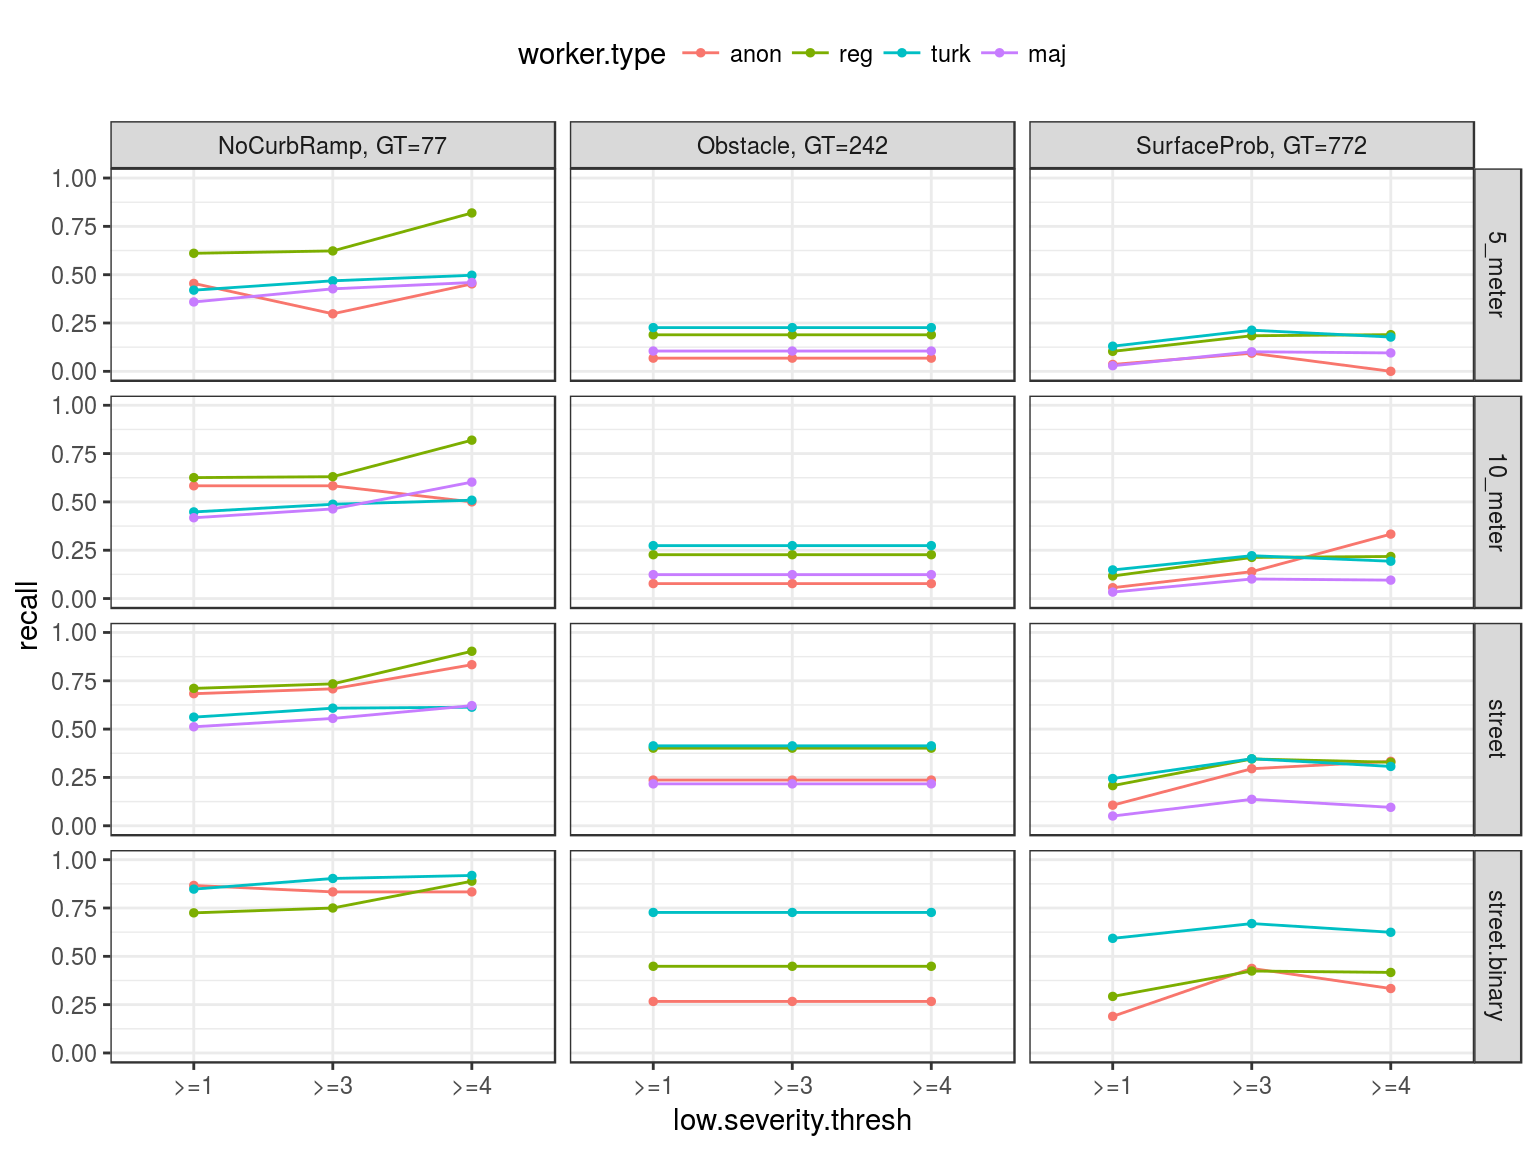 worker.type anon reg turk maj
NoCurbRamp, GT=77 Obstacle, GT=242 SurfaceProb, GT=772
1.00
0.75
0.50
0.25
0.00
5_meter
1.00
0.75
0.50
0.25
0.00
10_meter
recall
1.00
0.75
0.50
0.25
0.00
street
1.00
0.75
0.50
0.25
0.00
street.binary
>=1 >=3 >=4 >=1 >=3 >=4 >=1 >=3 >=4
low.severity.thresh